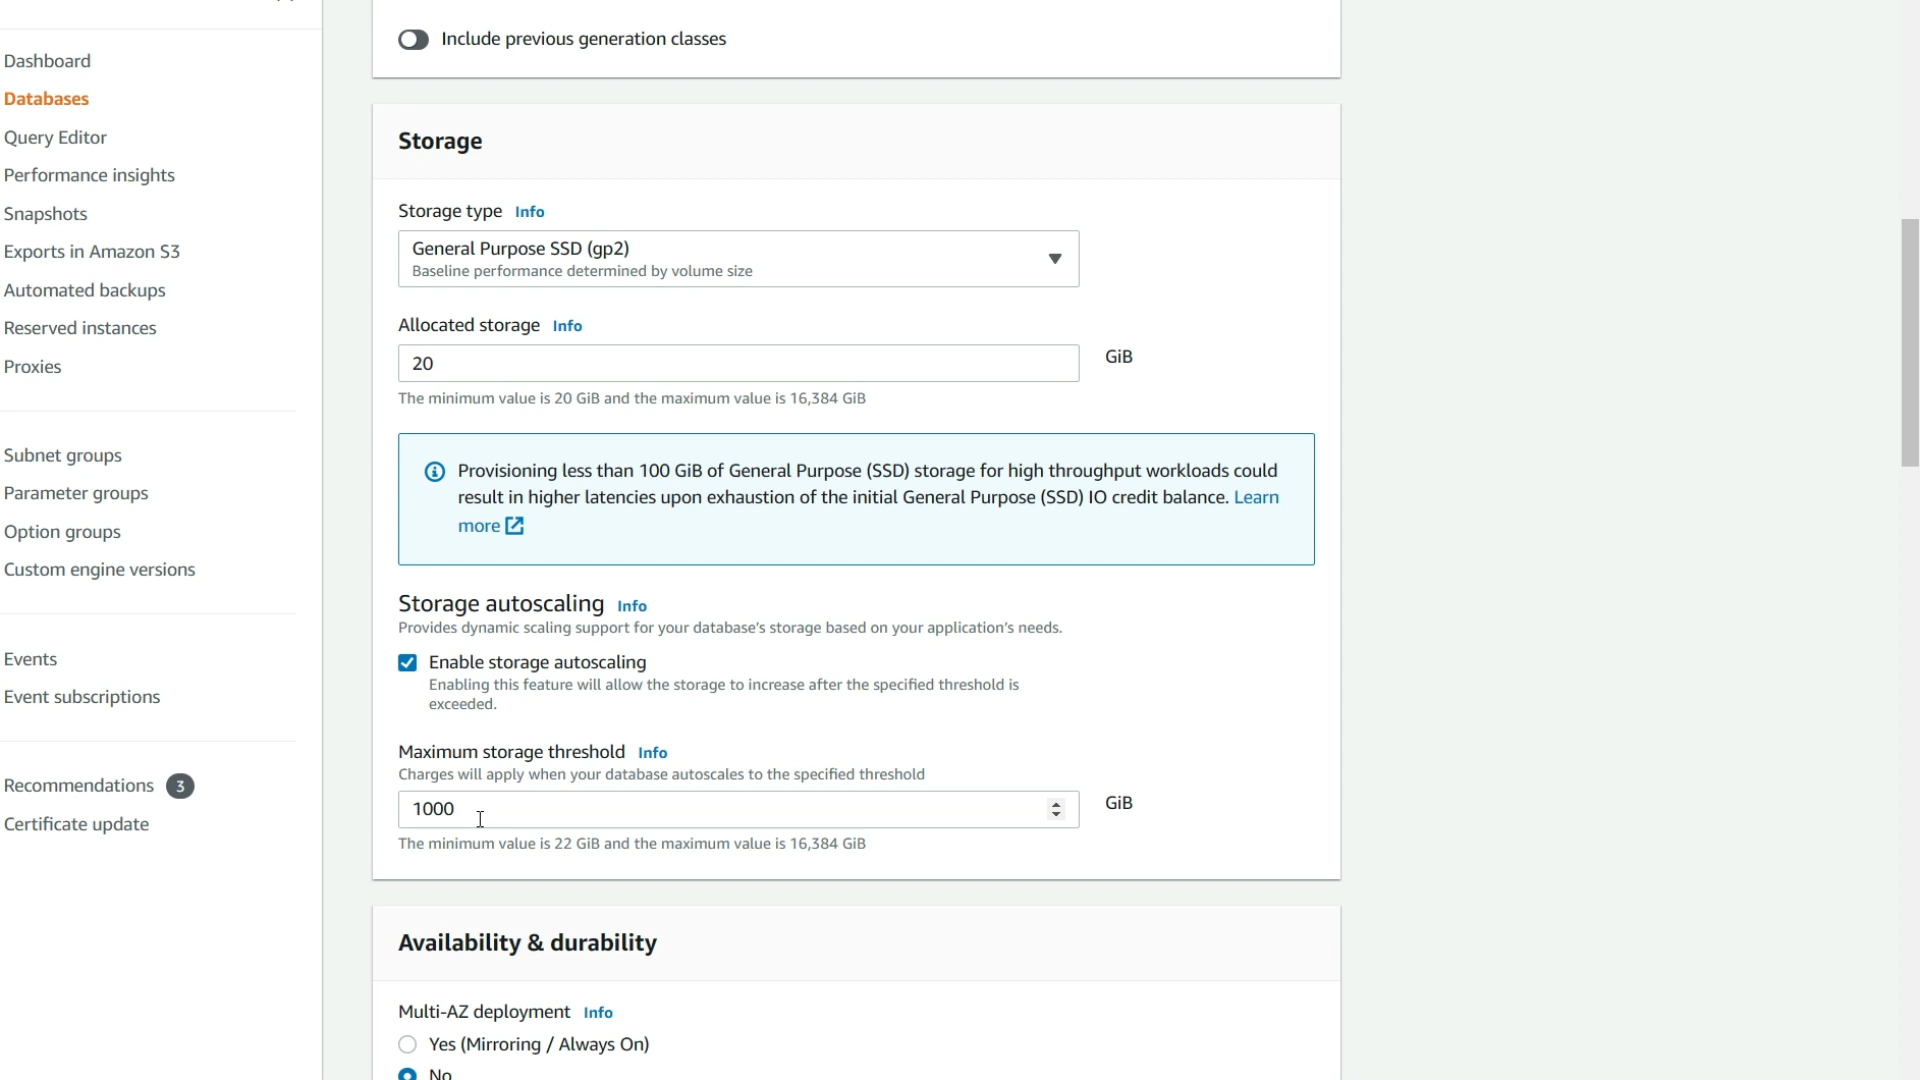 Dashboard
Databases
Query Editor
Performance insights
Snapshots
Exports in Amazon S3
Automated backups
Reserved instances
Proxies
Subnet groups
Parameter groups
Option groups
Custom engine versions
Events
Event subscriptions
Recommendations 3
Certificate update
Include previous generation classes
Storage
Storage type Info
General Purpose SSD (gp2)
Baseline performance determined by volume size
Allocated storage Info
20 GiB
The minimum value is 20 GiB and the maximum value is 16,384 GiB
Provisioning less than 100 GiB of General Purpose (SSD) storage for high throughput workloads could
result in higher latencies upon exhaustion of the initial General Purpose (SSD) IO credit balance. Learn
more
Storage autoscaling Info
Provides dynamic scaling support for your database's storage based on your application's needs.
Enable storage autoscaling
Enabling this feature will allow the storage to increase after the specified threshold is
exceeded.
Maximum storage threshold Info
Charges will apply when your database autoscales to the specified threshold
1000 GiB
The minimum value is 22 GiB and the maximum value is 16,384 GiB
Availability & durability
Multi-AZ deployment Info
Yes (Mirroring / Always On)
No